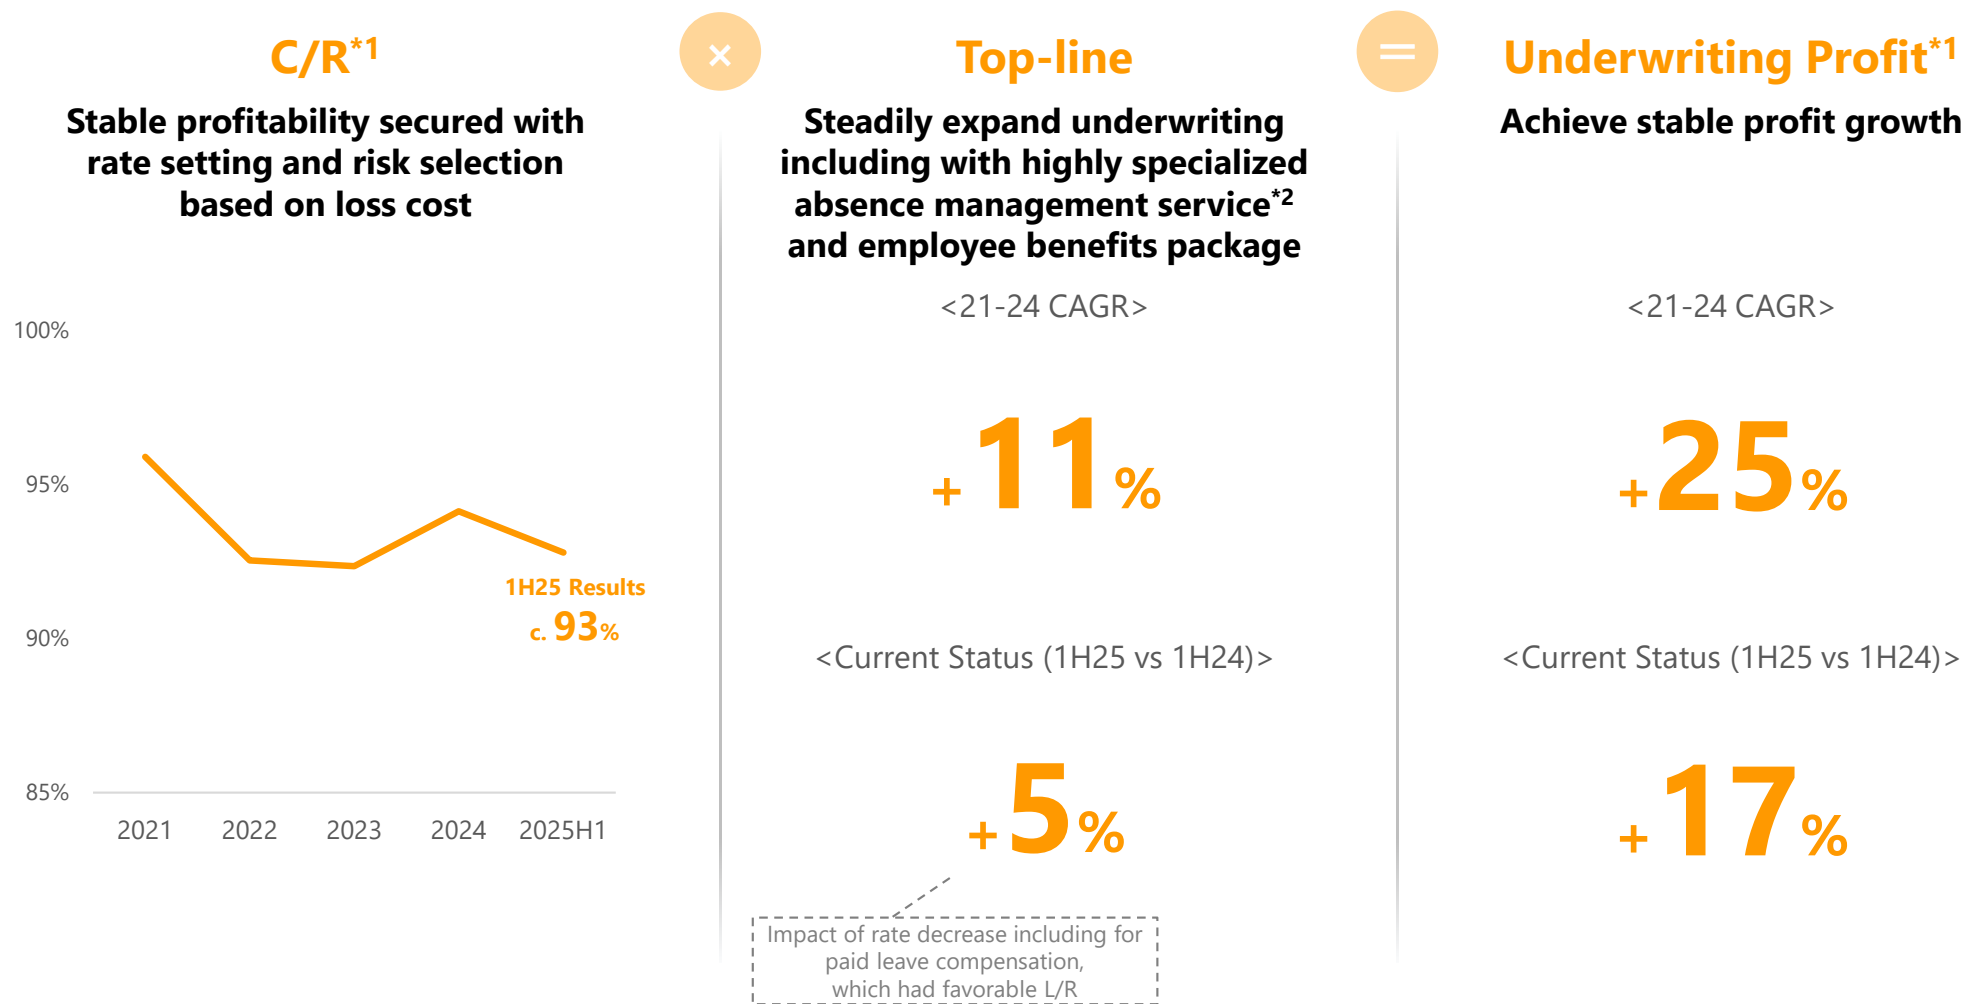 C/R*1
Stable profitability secured with
rate setting and risk selection
based on loss cost
100%
95%
90%
85%
2021 2022 2023 2024 2025H1
1H25 Results
c. 93%
×
Top-line
Steadily expand underwriting
including with highly specialized
absence management service*2
and employee benefits package
<21-24 CAGR>
+11%
<Current Status (1H25 vs 1H24)>
+5%
Impact of rate decrease including for
paid leave compensation,
which had favorable L/R
=
Underwriting Profit*1
Achieve stable profit growth
<21-24 CAGR>
+25%
<Current Status (1H25 vs 1H24)>
+17%